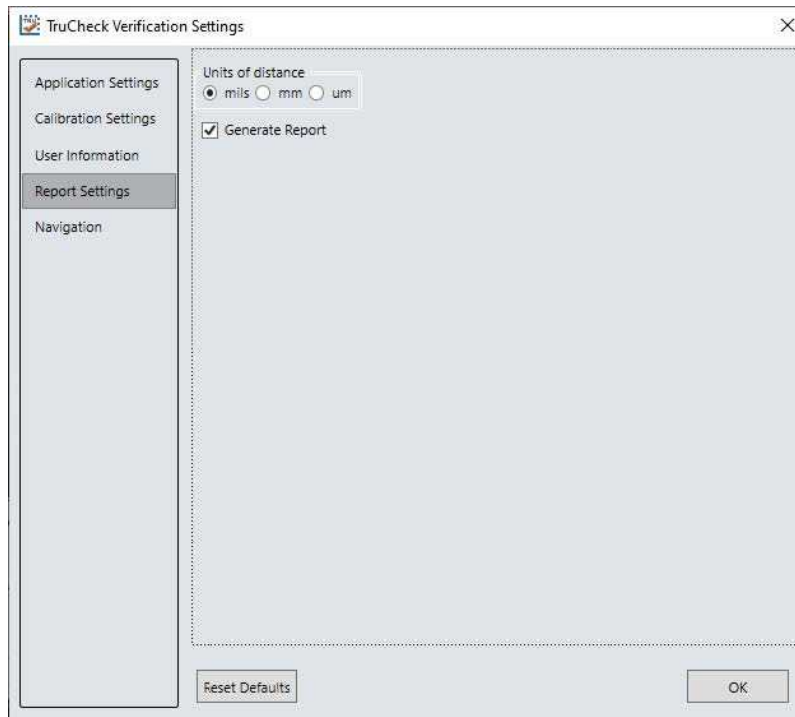 TruCheck Verification Settings
Application Settings
Calibration Settings
User Information
Report Settings
Navigation
Units of distance
mils mm um
Generate Report
Reset Defaults
OK